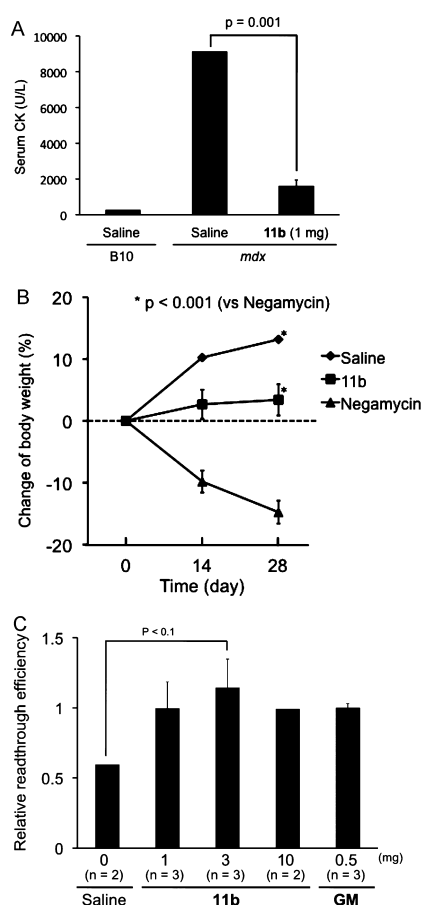 A
p = 0.001
10000
8000
6000
4000
2000
0
Serum CK (U/L)
Saline
Saline
11b (1 mg)
B10
mdx
B
20
10
0
-10
-20
Change of body weight (%)
* p < 0.001 (vs Negamycin)
*
*
Saline
11b
Negamycin
0
14
28
Time (day)
C
1.5
1
0.5
0
Relative readthrough efficiency
P < 0.1
0
1
3
10
0.5
(mg)
(n = 2)
(n = 3)
(n = 3)
(n = 2)
(n = 3)
Saline
11b
GM